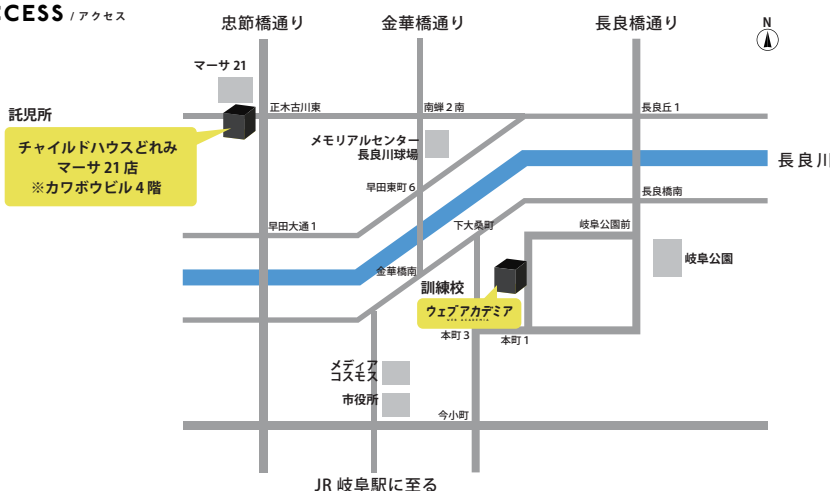 CCESS / アクセス
忠節橋通り
金華橋通り
長良橋通り
N
マーサ 21
託児所
正木古川東
南蝉 2 南
長良丘 1
チャイルドハウスどれみ
マーサ 21 店
※カワボウビル 4 階
メモリアルセンター
長良川球場
長良川
早田東町 6
長良橋南
早田大通 1
下大桑町
岐阜公園前
岐阜公園
金華橋南
訓練校
ウェブアカデミア
WEB ACADEMIA
本町 3
本町 1
メディア
コスモス
市役所
今小町
JR 岐阜駅に至る